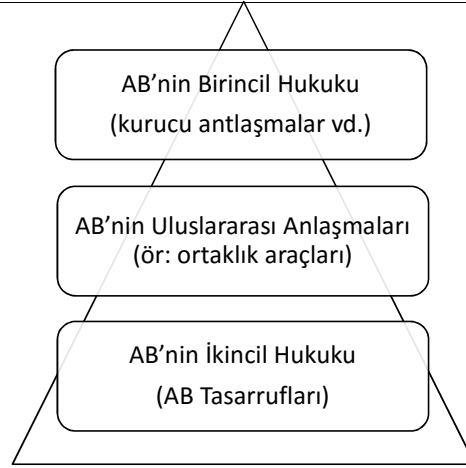 AB’nin Birincil Hukuku
(kurucu antlaşmalar vd.)
AB’nin Uluslararası Anlaşmaları
(ör: ortaklık araçları)
AB’nin İkincil Hukuku
(AB Tasarrufları)